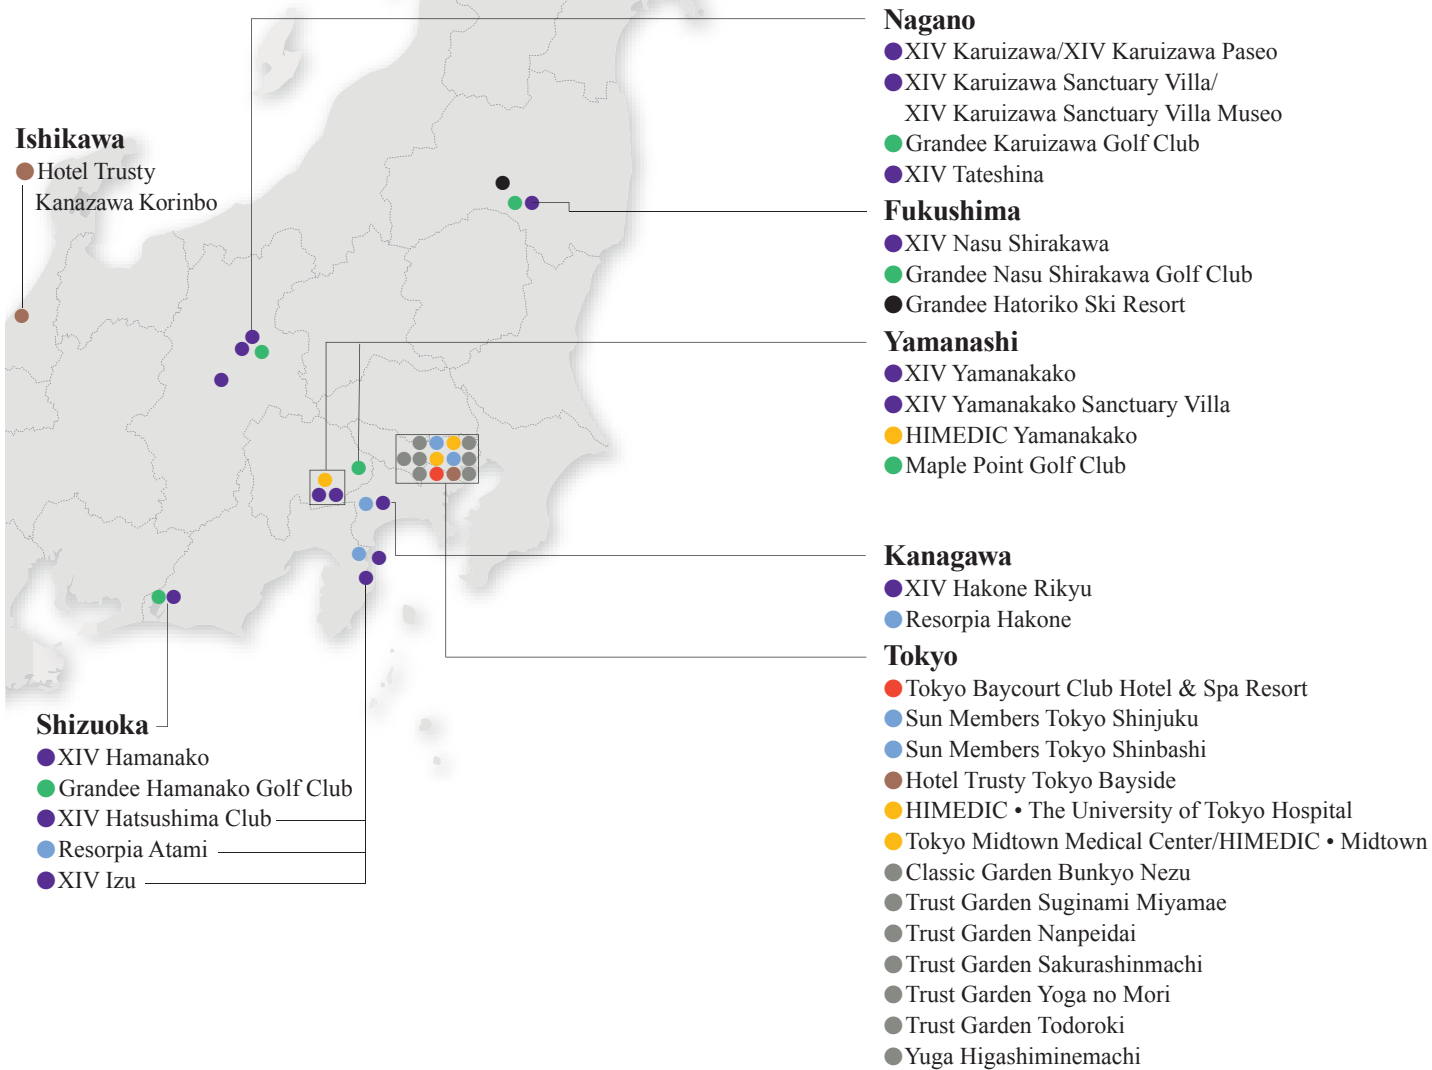 Nagano
XIV Karuizawa/XIV Karuizawa Paseo
XIV Karuizawa Sanctuary Villa/
XIV Karuizawa Sanctuary Villa Museo
Grandee Karuizawa Golf Club
XIV Tateshina
Ishikawa
Hotel Trusty
Kanazawa Korinbo
Fukushima
XIV Nasu Shirakawa
Grandee Nasu Shirakawa Golf Club
Grandee Hatoriko Ski Resort
Yamanashi
XIV Yamanakako
XIV Yamanakako Sanctuary Villa
HIMEDIC Yamanakako
Maple Point Golf Club
Kanagawa
XIV Hakone Rikyu
Resorpia Hakone
Tokyo
Tokyo Baycourt Club Hotel & Spa Resort
Sun Members Tokyo Shinjuku
Sun Members Tokyo Shinbashi
Hotel Trusty Tokyo Bayside
HIMEDIC • The University of Tokyo Hospital
Tokyo Midtown Medical Center/HIMEDIC • Midtown
Classic Garden Bunkyo Nezu
Trust Garden Suginami Miyamae
Trust Garden Nanpeidai
Trust Garden Sakurashinmachi
Trust Garden Yoga no Mori
Trust Garden Todoroki
Yuga Higashiminemachi
Shizuoka
XIV Hamanako
Grandee Hamanako Golf Club
XIV Hatsushima Club
Resorpia Atami
XIV Izu